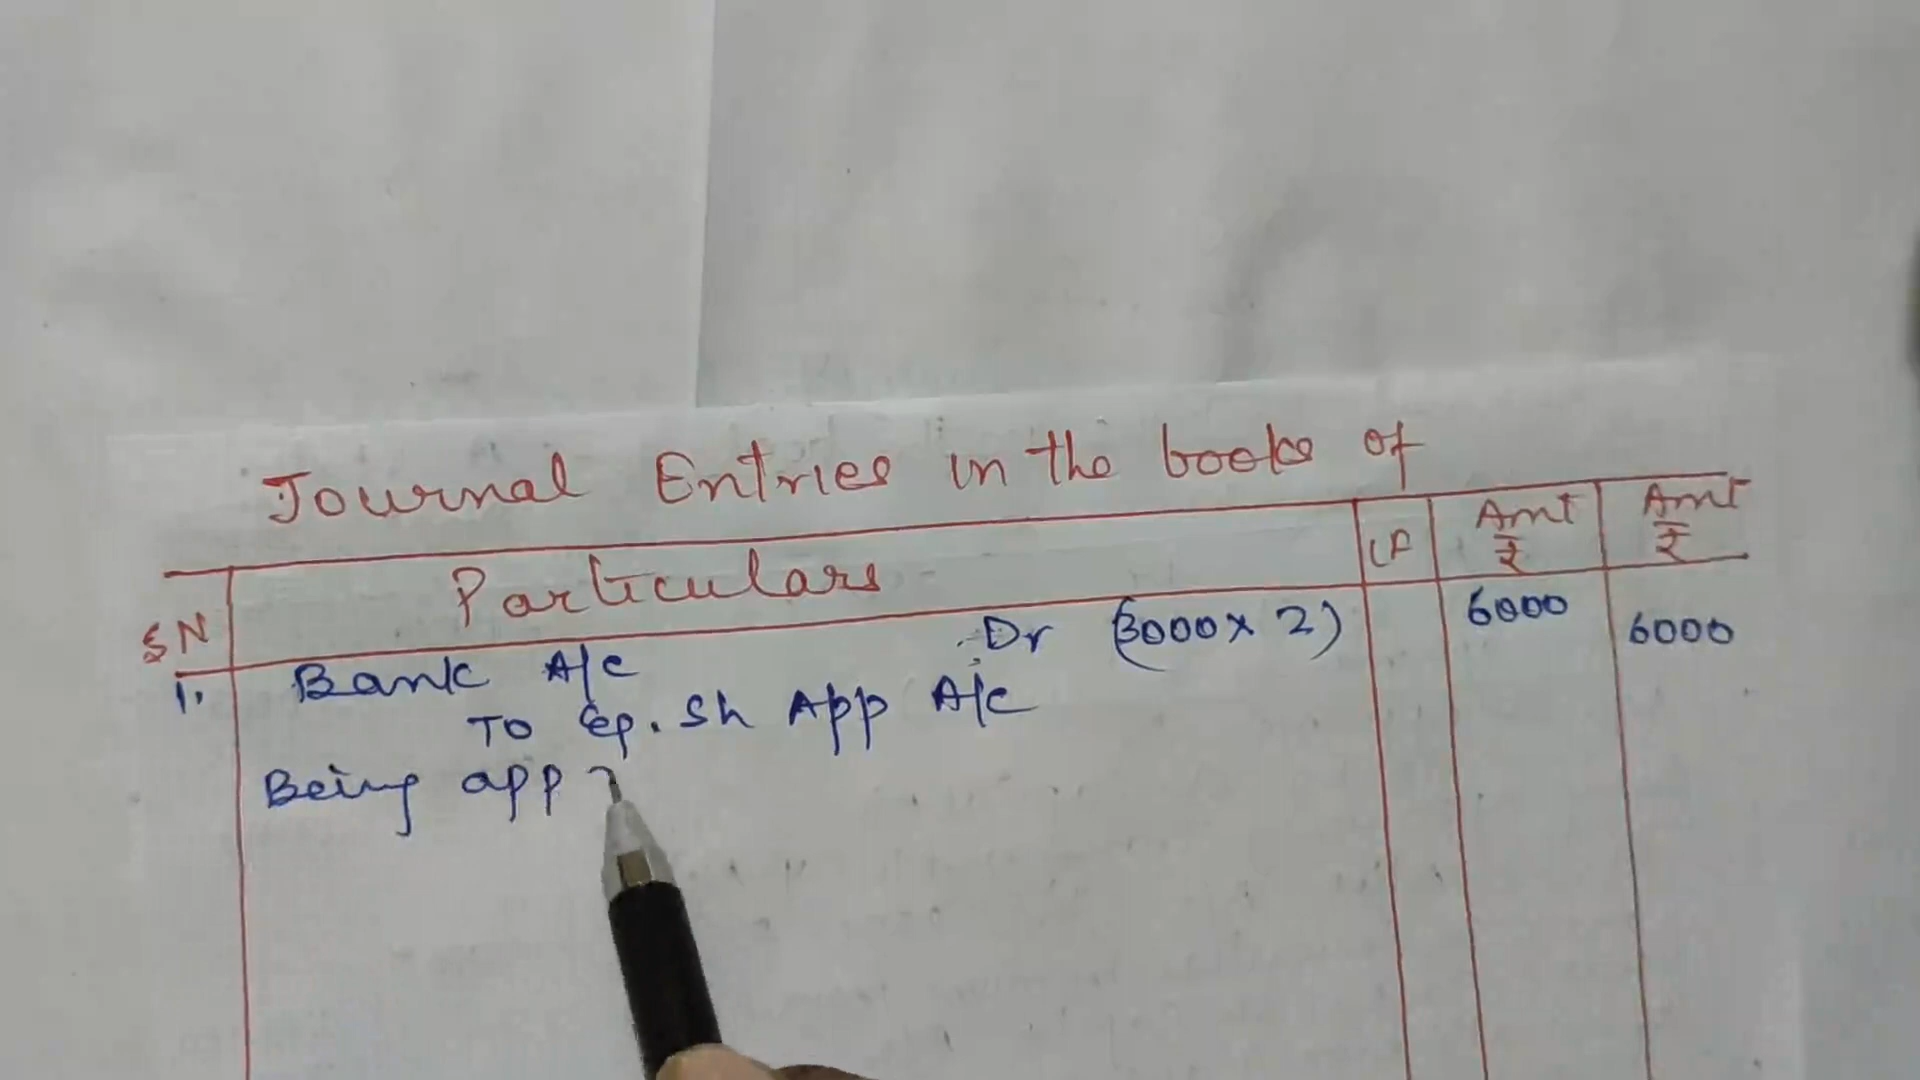 Journal Entries in the books of
SN Particulars LF Amt ₹ Amt ₹
1. Bank A/c Dr (3000 x 2) 6000
To Eq. Sh App A/c 6000
Being app